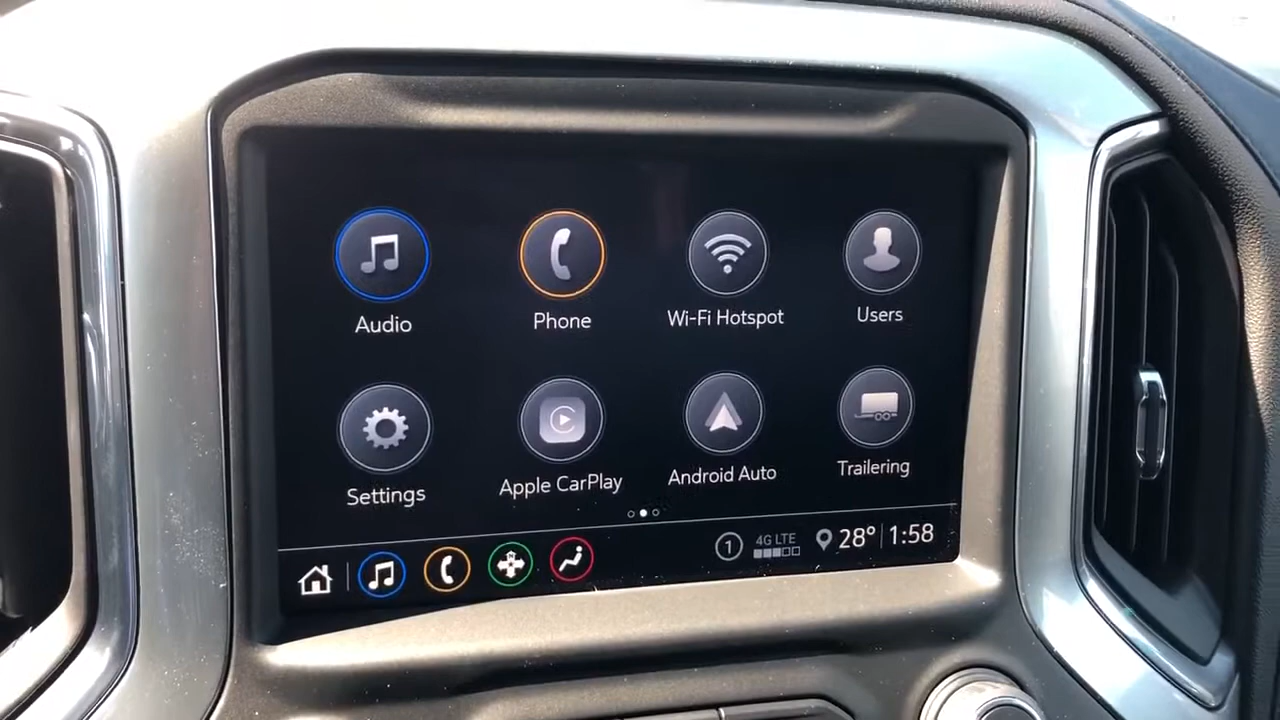 Audio
Phone
Wi-Fi Hotspot
Users
Settings
Apple CarPlay
Android Auto
Trailering
1
4G LTE
28°
1:58